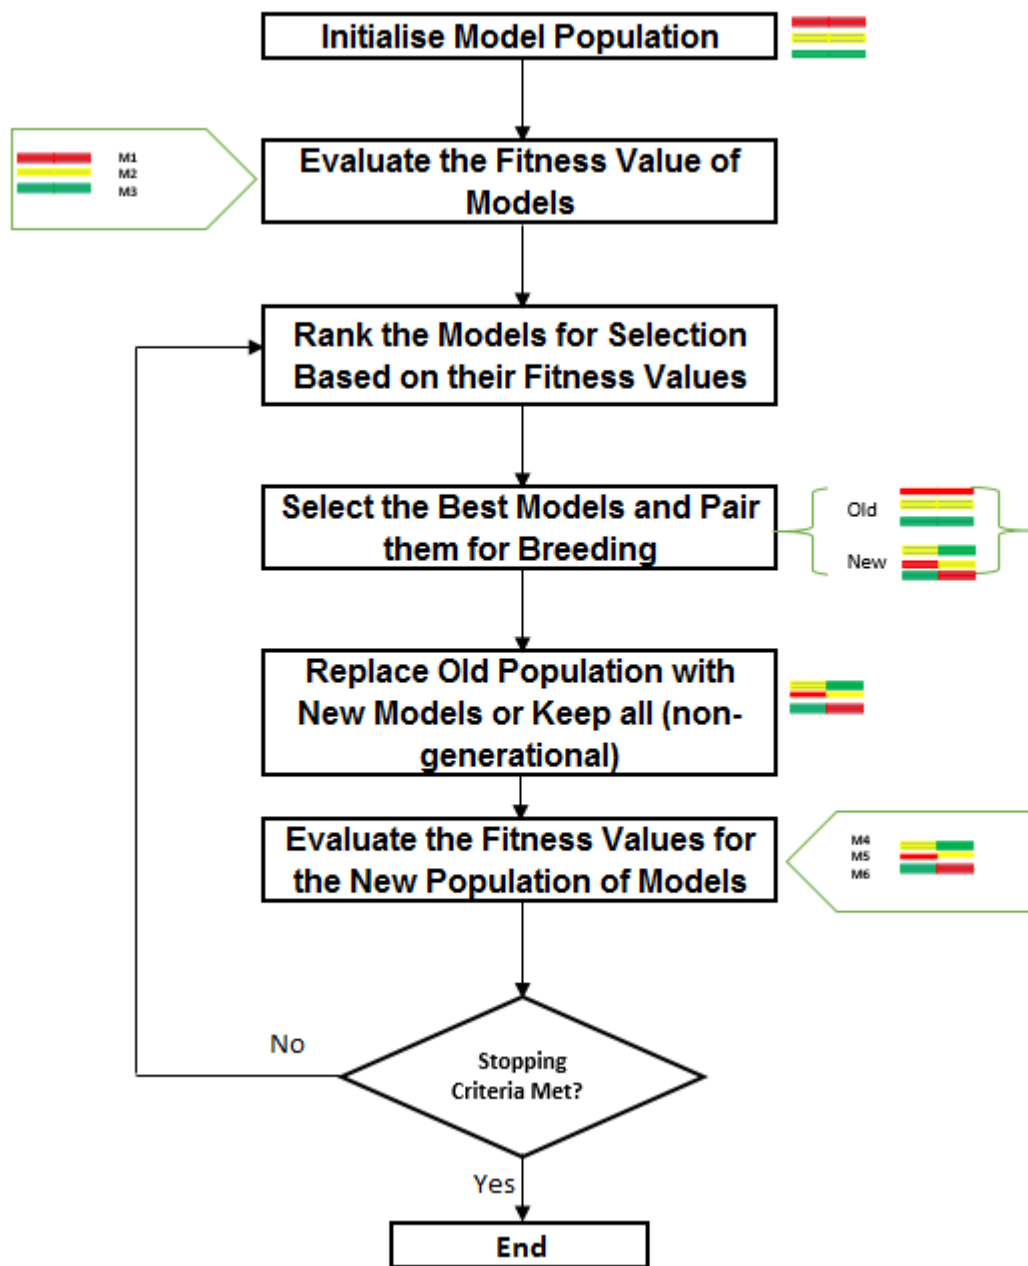 Initialise Model Population
M1
M2
M3
Evaluate the Fitness Value of
Models
Rank the Models for Selection
Based on their Fitness Values
Select the Best Models and Pair
them for Breeding
Old
New
Replace Old Population with
New Models or Keep all (non-
generational)
Evaluate the Fitness Values for
the New Population of Models
M4
M5
M6
No
Stopping
Criteria Met?
Yes
End